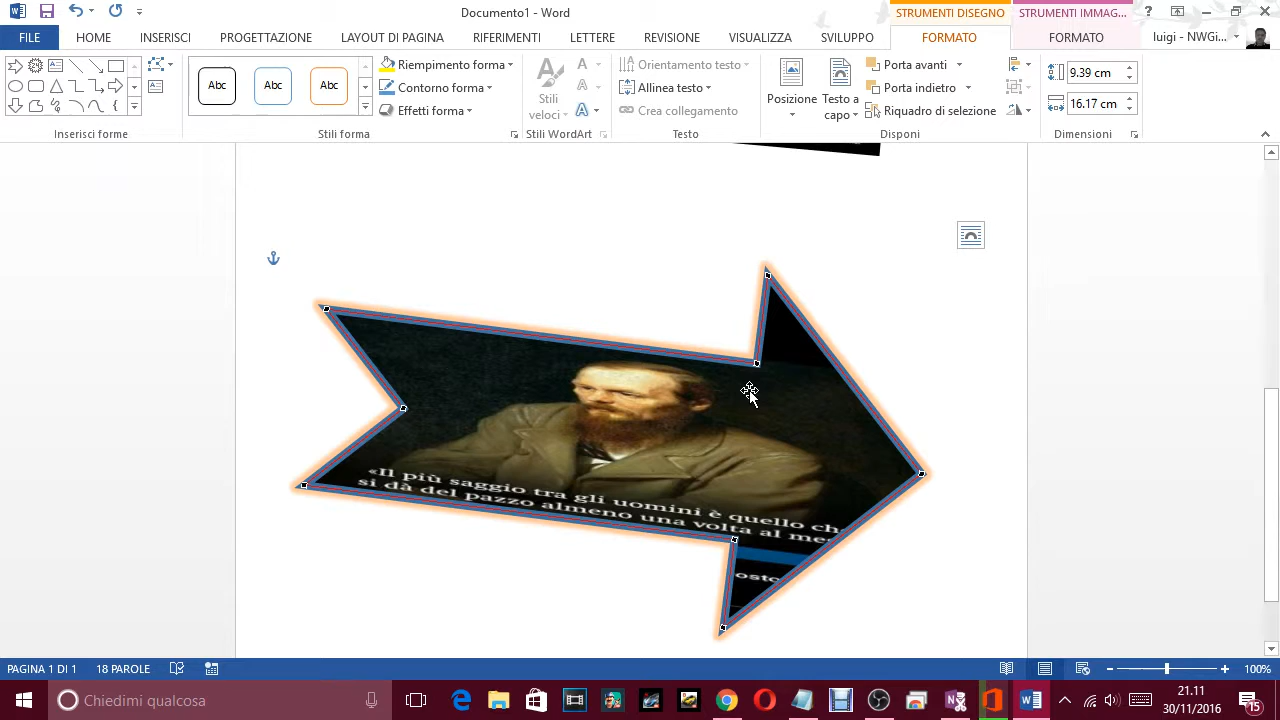 Documento1 - Word
STRUMENTI DISEGNO
STRUMENTI IMMAG...
FILE
HOME
INSERISCI
PROGETTAZIONE
LAYOUT DI PAGINA
RIFERIMENTI
LETTERE
REVISIONE
VISUALIZZA
SVILUPPO
FORMATO
FORMATO
luigi - NWGi...
Abc
Abc
Abc
Riempimento forma
Contorno forma
Effetti forma
Stili veloci
Orientamento testo
Allinea testo
Crea collegamento
Posizione
Testo a capo
Porta avanti
Porta indietro
Riquadro di selezione
9.39 cm
16.17 cm
Inserisci forme
Stili forma
Stili WordArt
Testo
Disponi
Dimensioni
«Il più saggio tra gli uomini è quello ch
si dà del pazzo almeno una volta al me
osto
PAGINA 1 DI 1
18 PAROLE
100%
Chiedimi qualcosa
21.11
30/11/2016
15